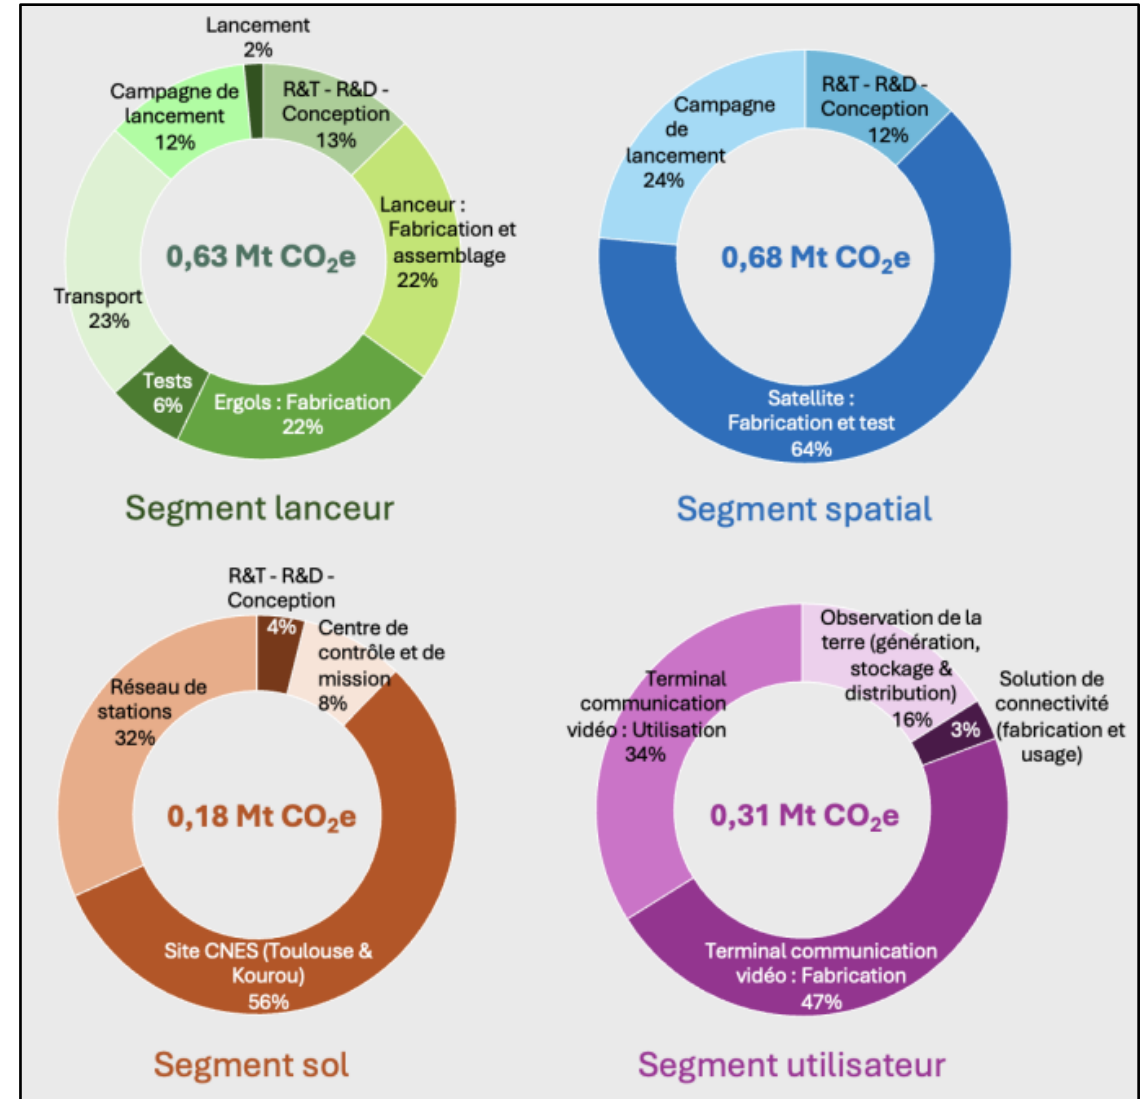 Lancement
2%
R&T - R&D -
Conception
13%
Lanceur :
Fabrication et
assemblage
22%
Ergols : Fabrication
22%
Tests
6%
Transport
23%
Campagne de
lancement
12%
0,63 Mt CO₂e
Segment lanceur
R&T - R&D -
Conception
12%
Satellite :
Fabrication et test
64%
Campagne
de
lancement
24%
0,68 Mt CO₂e
Segment spatial
R&T - R&D -
Conception
4%
Centre de
contrôle et de
mission
8%
Site CNES (Toulouse &
Kourou)
56%
Réseau de
stations
32%
0,18 Mt CO₂e
Segment sol
Observation de la
terre (génération,
stockage &
distribution)
16%
Solution de
connectivité
(fabrication et
usage)
3%
Terminal communication
vidéo : Fabrication
47%
Terminal
communication
vidéo : Utilisation
34%
0,31 Mt CO₂e
Segment utilisateur